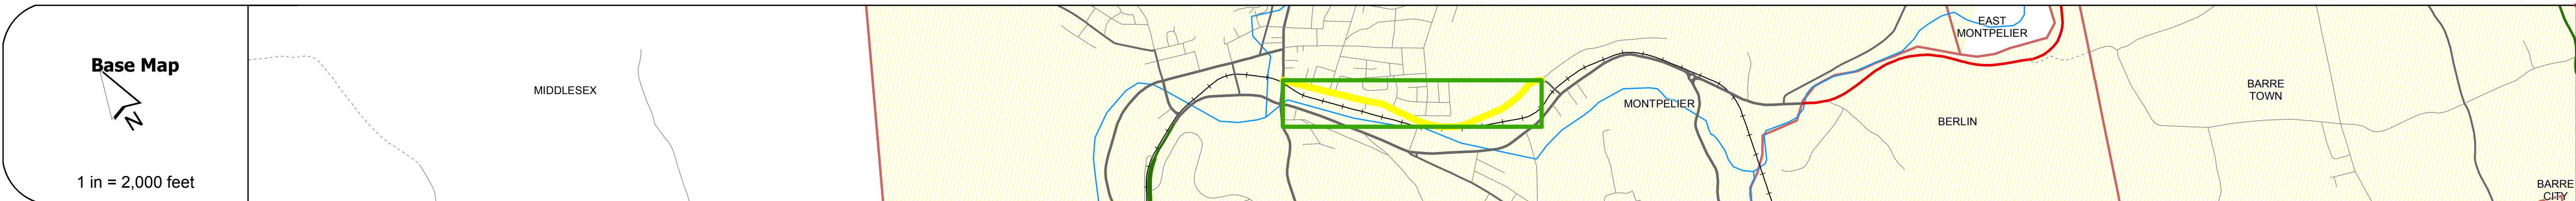 Base Map
N
1 in = 2,000 feet
MIDDLESEX
MONTPELIER
EAST
MONTPELIER
BERLIN
BARRE
TOWN
BARRE
CITY